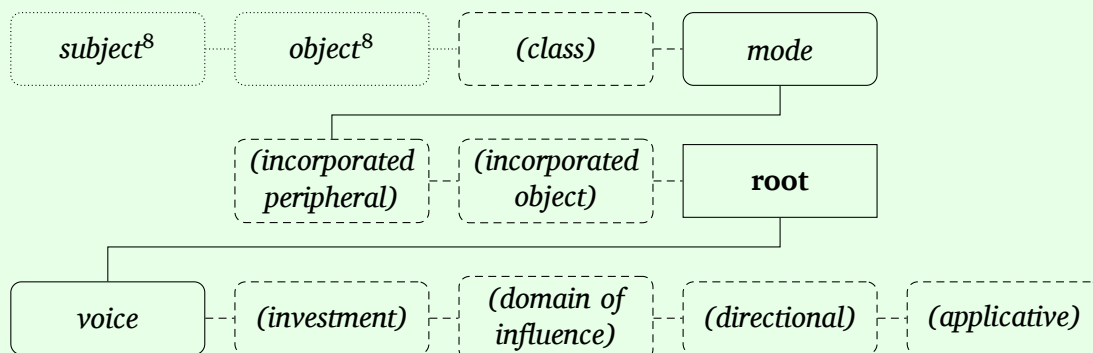 subject⁸ object⁸ (class) mode
(incorporated peripheral) (incorporated object) root
voice (investment) (domain of influence) (directional) (applicative)